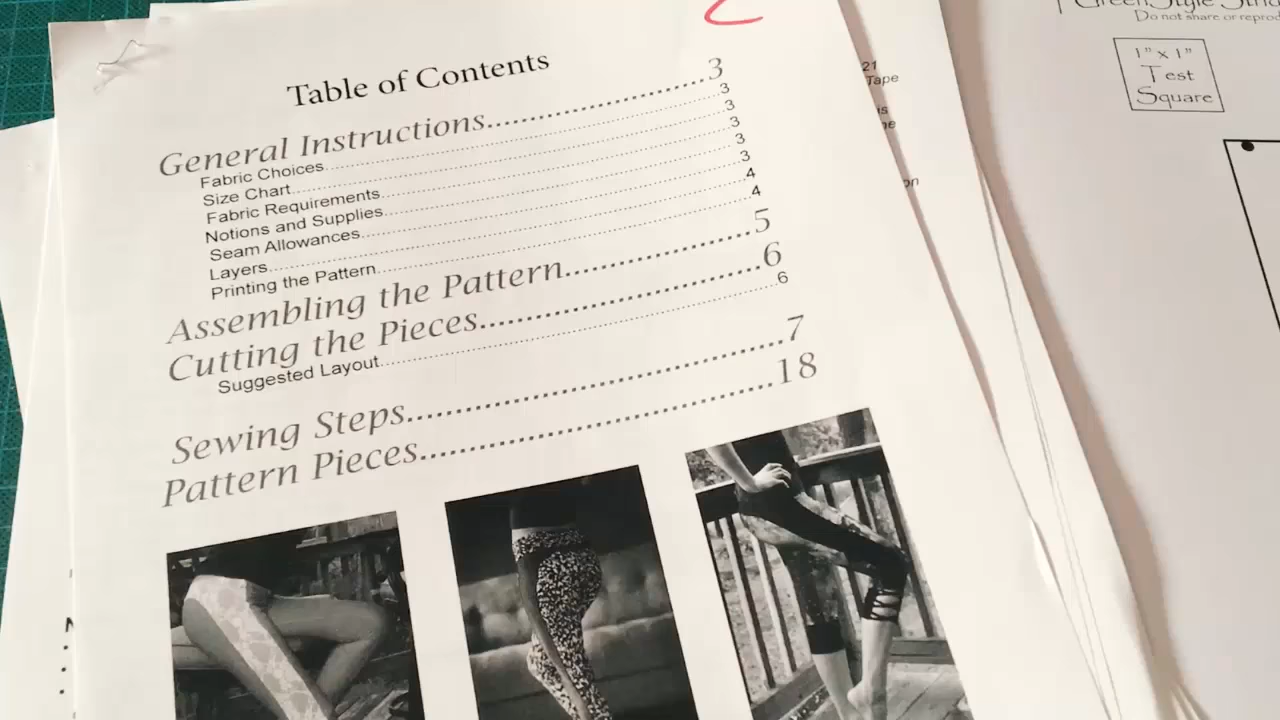 Table of Contents
General Instructions........................3
Fabric Choices........................3
Size Chart........................3
Fabric Requirements........................3
Notions and Supplies........................3
Seam Allowances........................3
Layers........................4
Printing the Pattern........................4
Assembling the Pattern........................5
Cutting the Pieces........................6
Suggested Layout........................6
Sewing Steps........................7
Pattern Pieces........................18
21
Tape
GreenStyle
Do not share or
1" x 1"
Test
Square